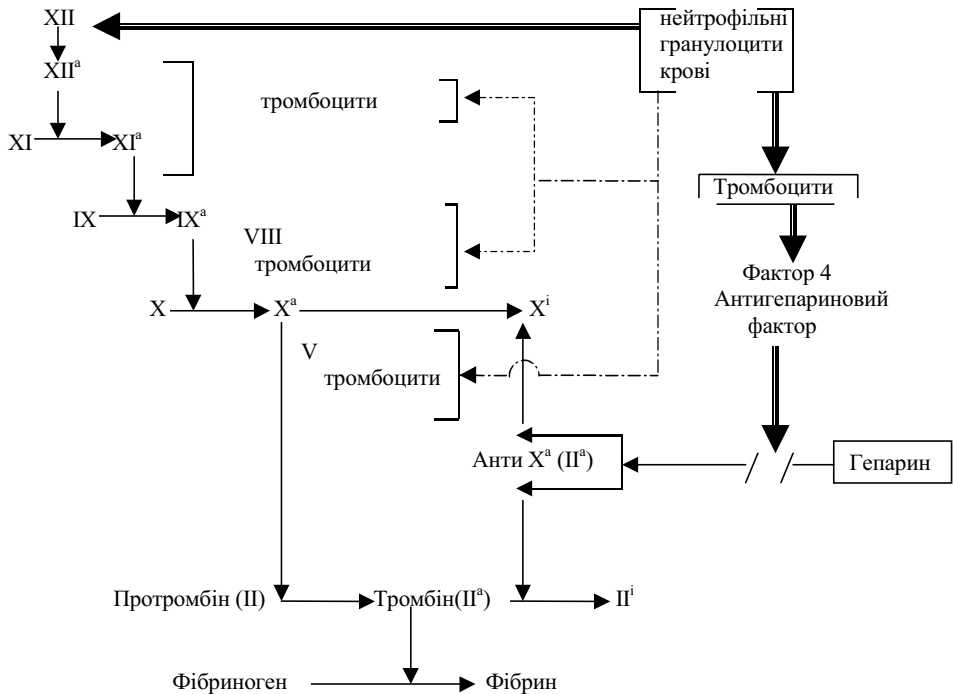 XII
нейтрофільні
гранулоцити
крові
XIIᵃ
тромбоцити
XI XIᵃ
Тромбоцити
IX IXᵃ
VIII
тромбоцити
Фактор 4
Антигепариновий
фактор
X Xᵃ Xⁱ
V
тромбоцити
Анти Xᵃ (IIᵃ)
Гепарин
Протромбін (II) Тромбін(IIᵃ) IIⁱ
Фібриноген Фібрин